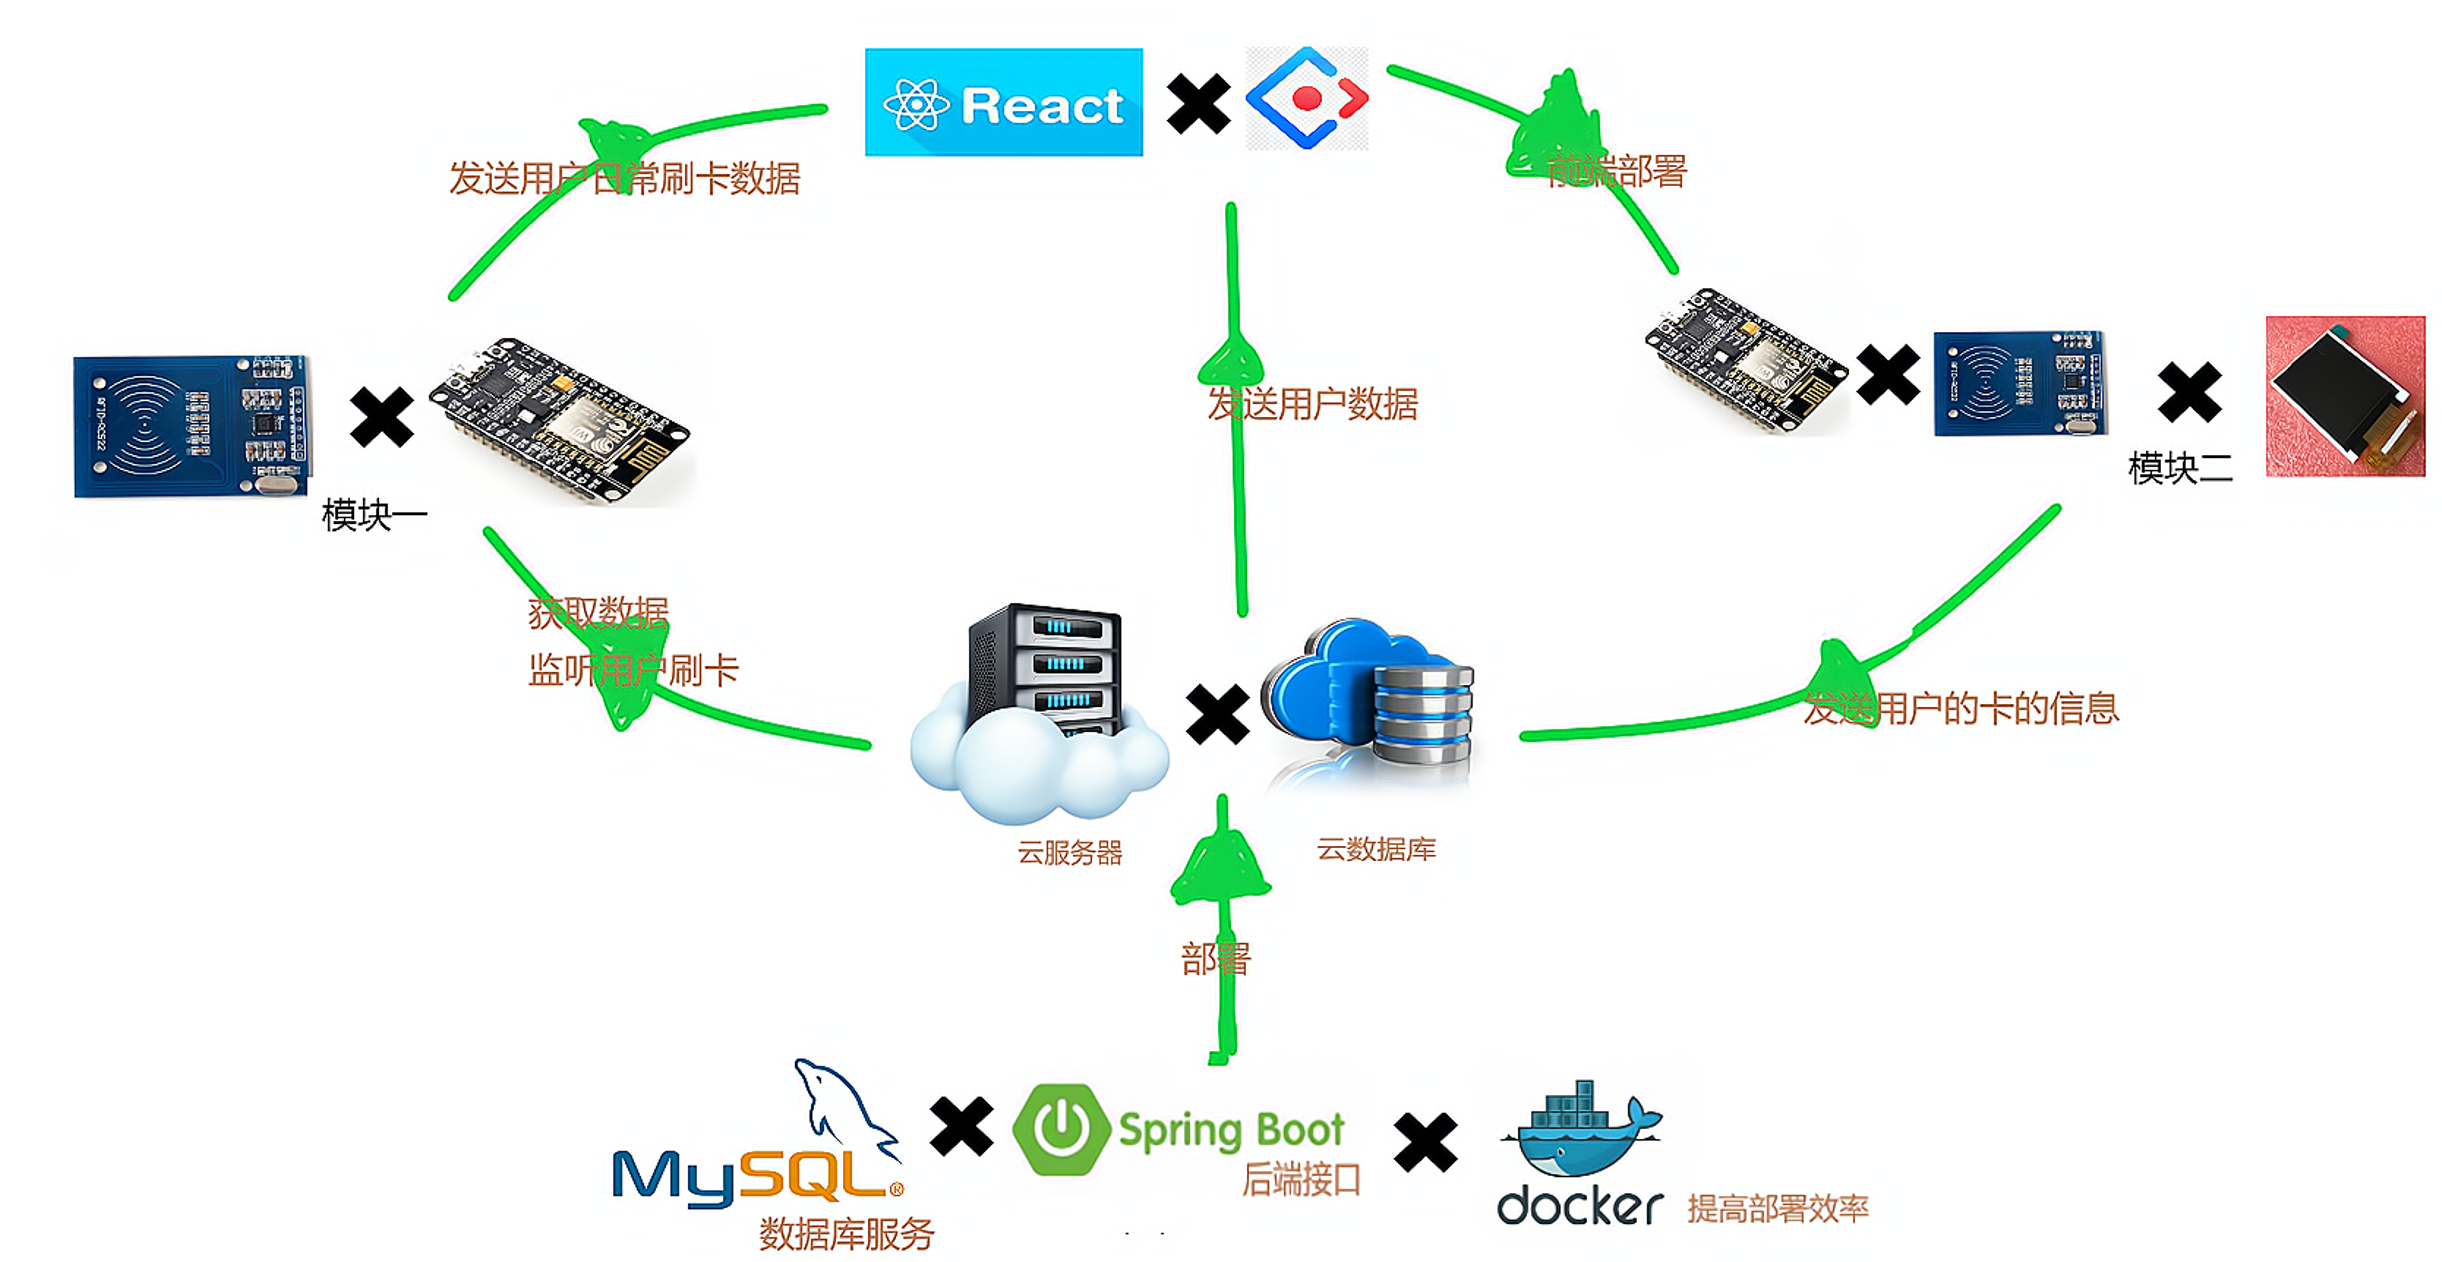 React
发送用户日常刷卡数据
前端部署
发送用户数据
RFID-RC522
模块一
模块二
获取数据
监听用户刷卡
发送用户的卡的信息
云服务器
云数据库
部署
MySQL®
数据库服务
Spring Boot
后端接口
docker
提高部署效率